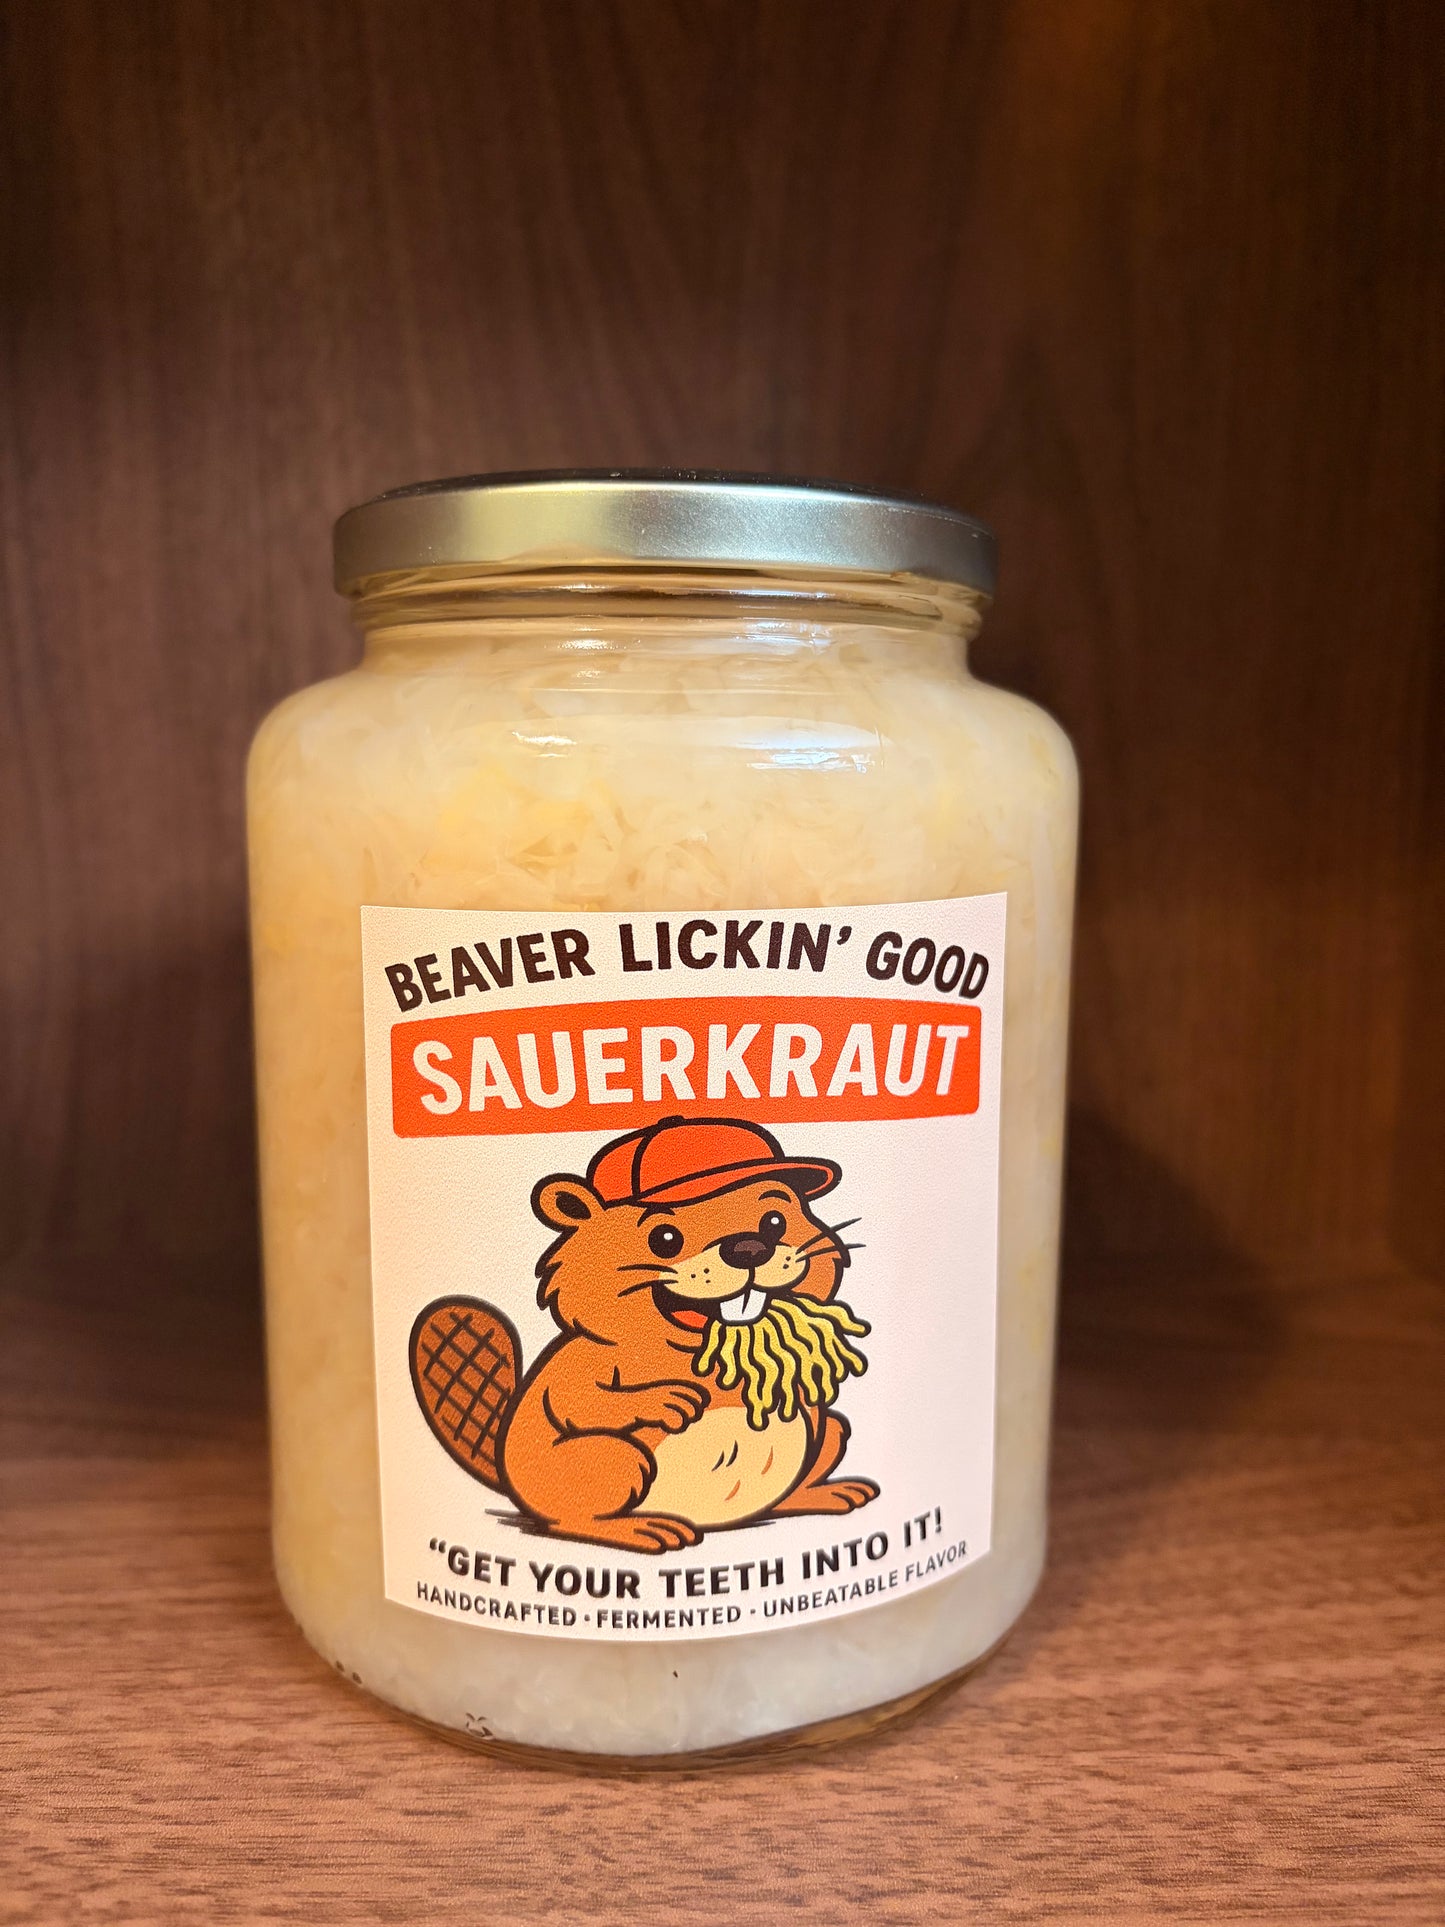 BEAVER LICKIN’ GOOD
SAUERKRAUT
“GET YOUR TEETH INTO IT!
HANDCRAFTED · FERMENTED · UNBEATABLE FLAVOR